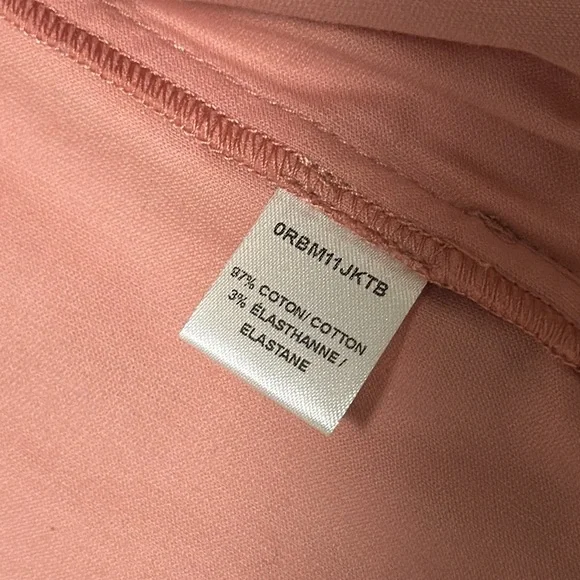 0RBM11JKTB
97% COTON/ COTTON
3% ÉLASTHANNE /
ELASTANE